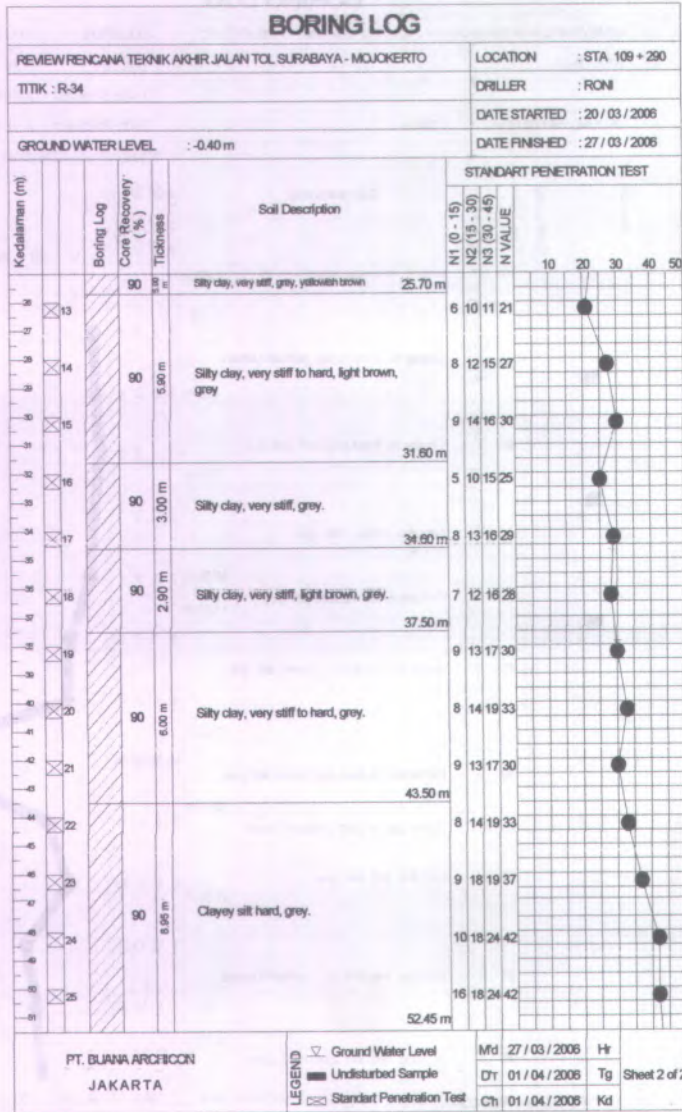 BORING LOG
REVIEW RENCANA TEKNIK AKHIR JALAN TOL SURABAYA - MOJOKERTO
LOCATION : STA 109 + 290
TITIK : R-34
DRILLER : RONI
DATE STARTED : 20 / 03 / 2006
GROUND WATER LEVEL : -0.40 m
DATE FINISHED : 27 / 03 / 2006
STANDART PENETRATION TEST
Kedalaman (m)
Boring Log
Core Recovery ( % )
Tickness
Soil Description
N1 (0 - 15)
N2 (15 - 30)
N3 (30 - 45)
N VALUE
10 20 30 40 50
90 Silty clay, very stiff, grey, yellowish brown 25.70 m
13 6 10 11 21
14 8 12 15 27
90 5.90 m Silty clay, very stiff to hard, light brown,
grey
15 9 14 16 30
31.60 m
16 5 10 15 25
90 3.00 m Silty clay, very stiff, grey.
17 34.60 m 8 13 16 29
18 90 2.90 m Silty clay, very stiff, light brown, grey. 7 12 16 28
37.50 m
19 9 13 17 30
20 90 6.00 m Silty clay, very stiff to hard, grey. 8 14 19 33
21 9 13 17 30
43.50 m
22 8 14 19 33
23 9 18 19 37
90 8.95 m Clayey silt hard, grey.
24 10 18 24 42
25 16 18 24 42
52.45 m
PT. BUANA ARCHICON
JAKARTA
LEGEND
Ground Water Level
Undisturbed Sample
Standart Penetration Test
M'd 27 / 03 / 2006 Hr
D'r 01 / 04 / 2006 Tg
C'h 01 / 04 / 2006 Kd
Sheet 2 of 2